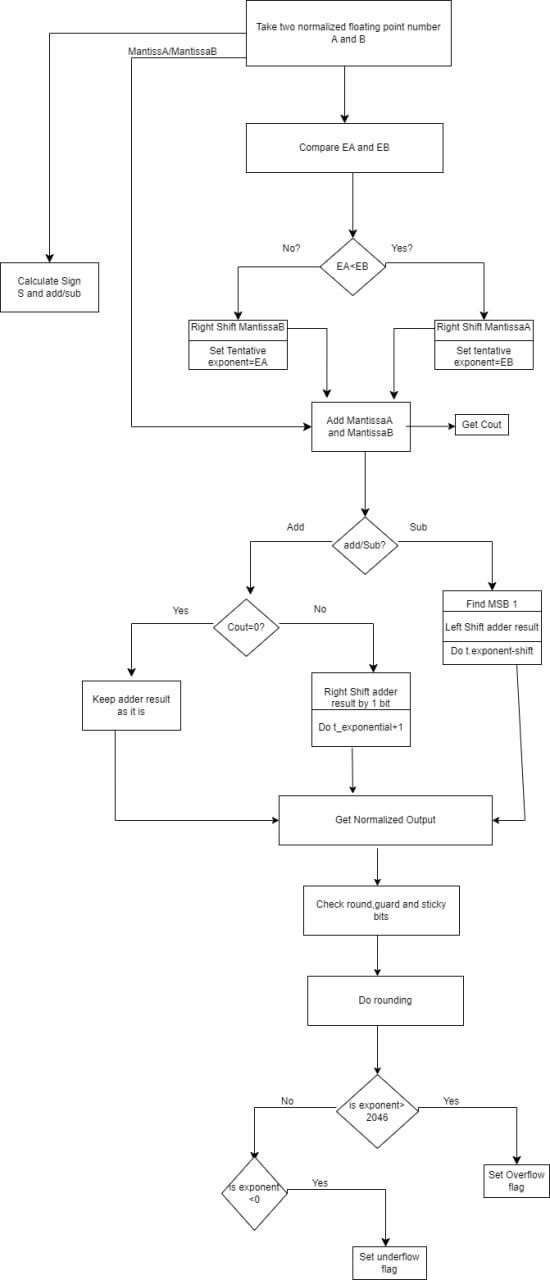 Take two normalized floating point number
A and B
MantissA/MantissaB
Compare EA and EB
No?
Yes?
EA<EB
Calculate Sign
S and add/sub
Right Shift MantissaB
Set Tentative
exponent=EA
Right Shift MantissaA
Set tentative
exponent=EB
Add MantissaA
and MantissaB
Get Cout
Add
add/Sub?
Sub
Find MSB 1
Left Shift adder result
Do t.exponent-shift
Yes
Cout=0?
No
Keep adder result
as it is
Right Shift adder
result by 1 bit
Do t_exponential+1
Get Normalized Output
Check round,guard and sticky
bits
Do rounding
No
is exponent>
2046
Yes
Set Overflow
flag
is exponent
<0
Yes
Set underflow
flag